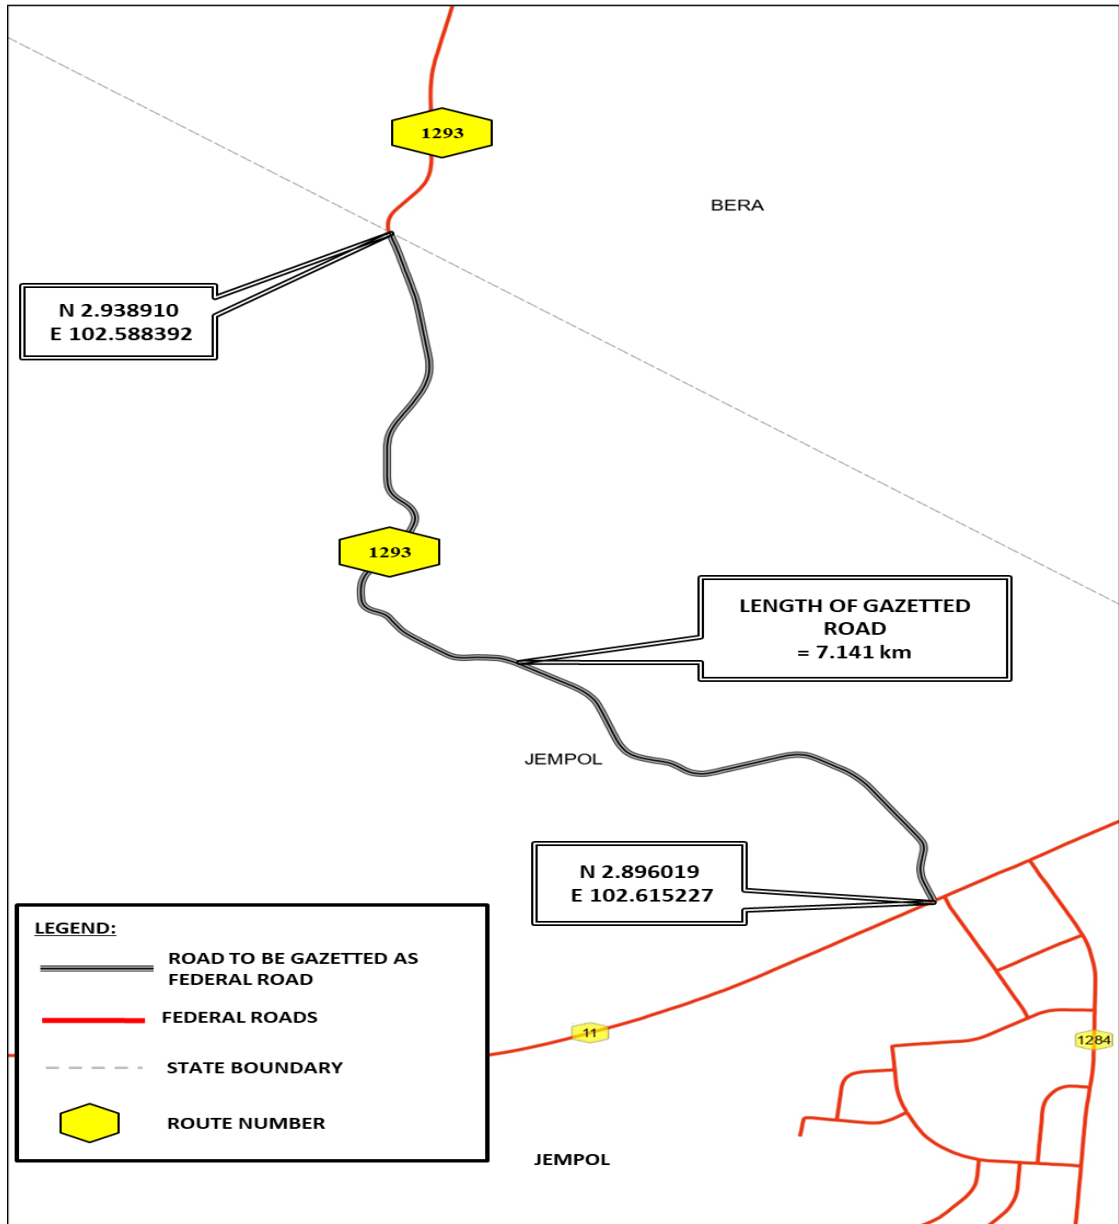 1293
BERA
N 2.938910
E 102.588392
1293
LENGTH OF GAZETTED
ROAD
= 7.141 km
JEMPOL
N 2.896019
E 102.615227
LEGEND:
ROAD TO BE GAZETTED AS
FEDERAL ROAD
FEDERAL ROADS
STATE BOUNDARY
ROUTE NUMBER
11
1284
JEMPOL